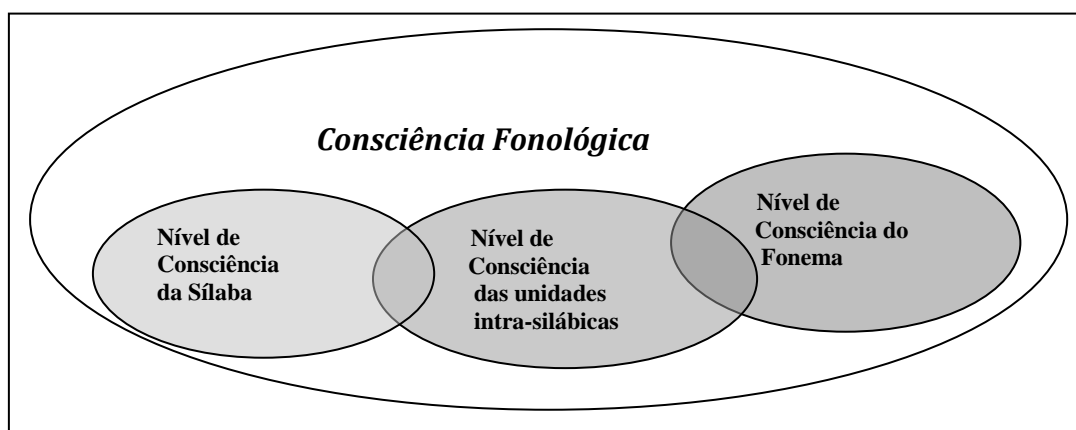 Consciência Fonológica
Nível de
Consciência
da Sílaba
Nível de
Consciência
das unidades
intra-silábicas
Nível de
Consciência do
Fonema